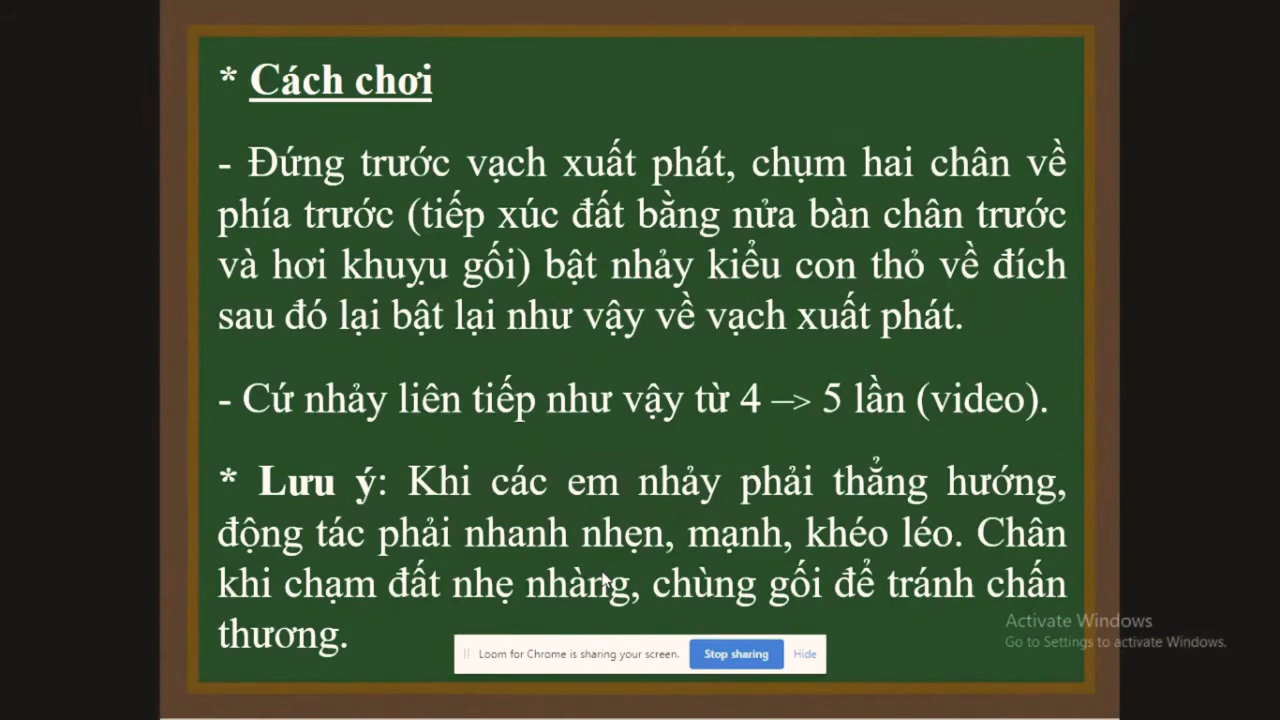 * Cách chơi
- Đứng trước vạch xuất phát, chụm hai chân về
phía trước (tiếp xúc đất bằng nửa bàn chân trước
và hơi khuỵu gối) bật nhảy kiểu con thỏ về đích
sau đó lại bật lại như vậy về vạch xuất phát.
- Cứ nhảy liên tiếp như vậy từ 4 –> 5 lần (video).
* Lưu ý: Khi các em nhảy phải thẳng hướng,
động tác phải nhanh nhẹn, mạnh, khéo léo. Chân
khi chạm đất nhẹ nhàng, chùng gối để tránh chấn
thương.
Activate Windows
Go to Settings to activate Windows.
Loom for Chrome is sharing your screen. Stop sharing Hide